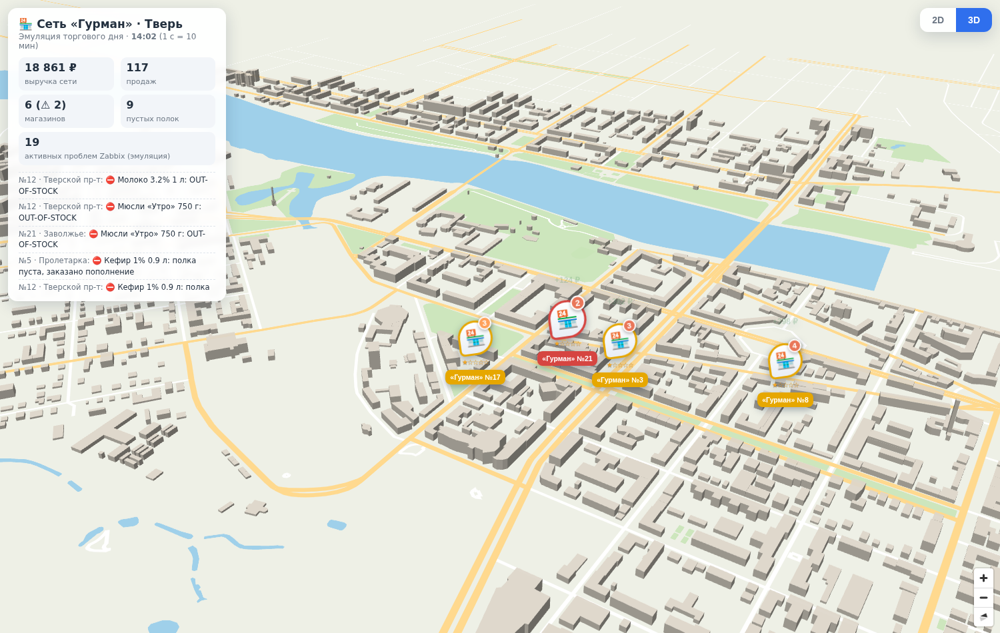 🏪 Сеть «Гурман» · Тверь
Эмуляция торгового дня · 14:02 (1 с = 10
мин)
18 861 ₽
выручка сети
117
продаж
6 (⚠ 2)
магазинов
9
пустых полок
19
активных проблем Zabbix (эмуляция)
№12 · Тверской пр-т: ⛔ Молоко 3.2% 1 л: OUT-
OF-STOCK
№12 · Тверской пр-т: ⛔ Мюсли «Утро» 750 г:
OUT-OF-STOCK
№21 · Заволжье: ⛔ Мюсли «Утро» 750 г: OUT-
OF-STOCK
№5 · Пролетарка: ⛔ Кефир 1% 0.9 л: полка
пуста, заказано пополнение
№12 · Тверской пр-т: ⛔ Кефир 1% 0.9 л: полка
2D
3D
+124 ₽
2
24
3
24
3
24
4
24
★☆☆☆☆
«Гурман» №21
★☆☆☆☆
«Гурман» №17
★☆☆☆☆
«Гурман» №3
«Гурман» №8
+
−